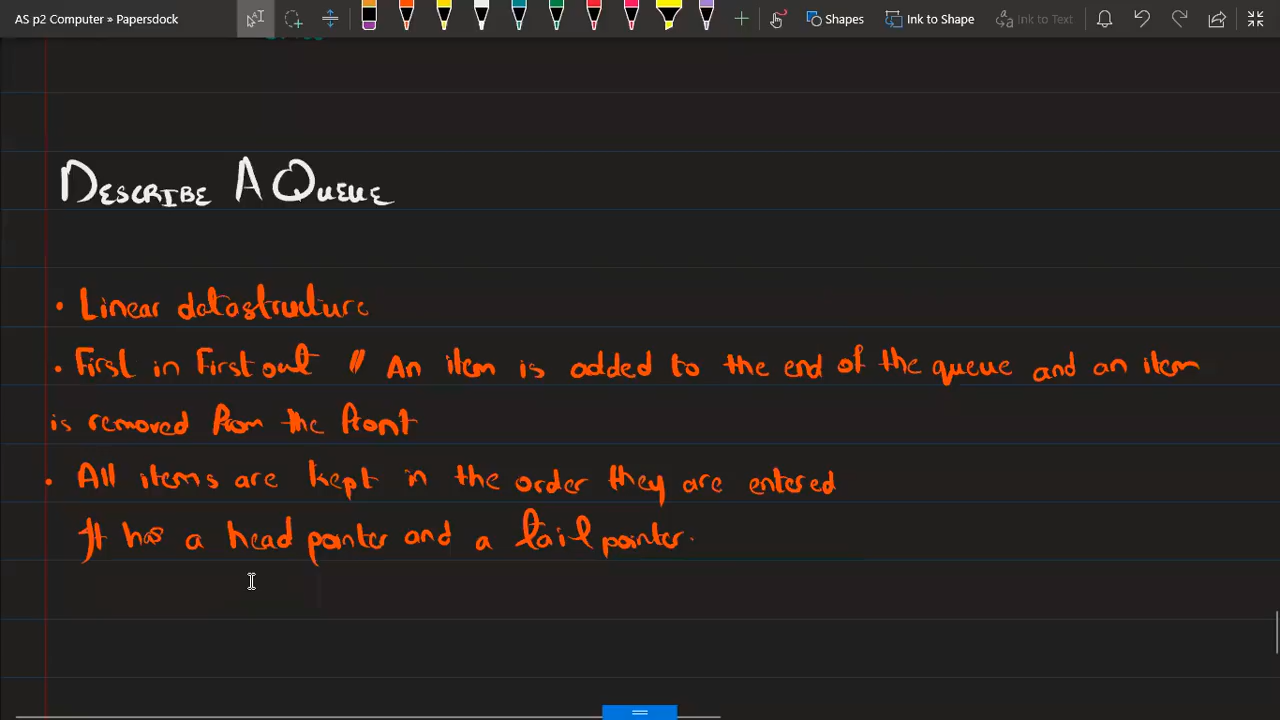 AS p2 Computer » Papersdock
Shapes
Ink to Shape
Ink to Text
DESCRIBE A QUEUE
• Linear datastructure
• First in First out // An item is added to the end of the queue and an item
is removed from the front
• All items are kept in the order they are entered
It has a head pointer and a tail pointer.